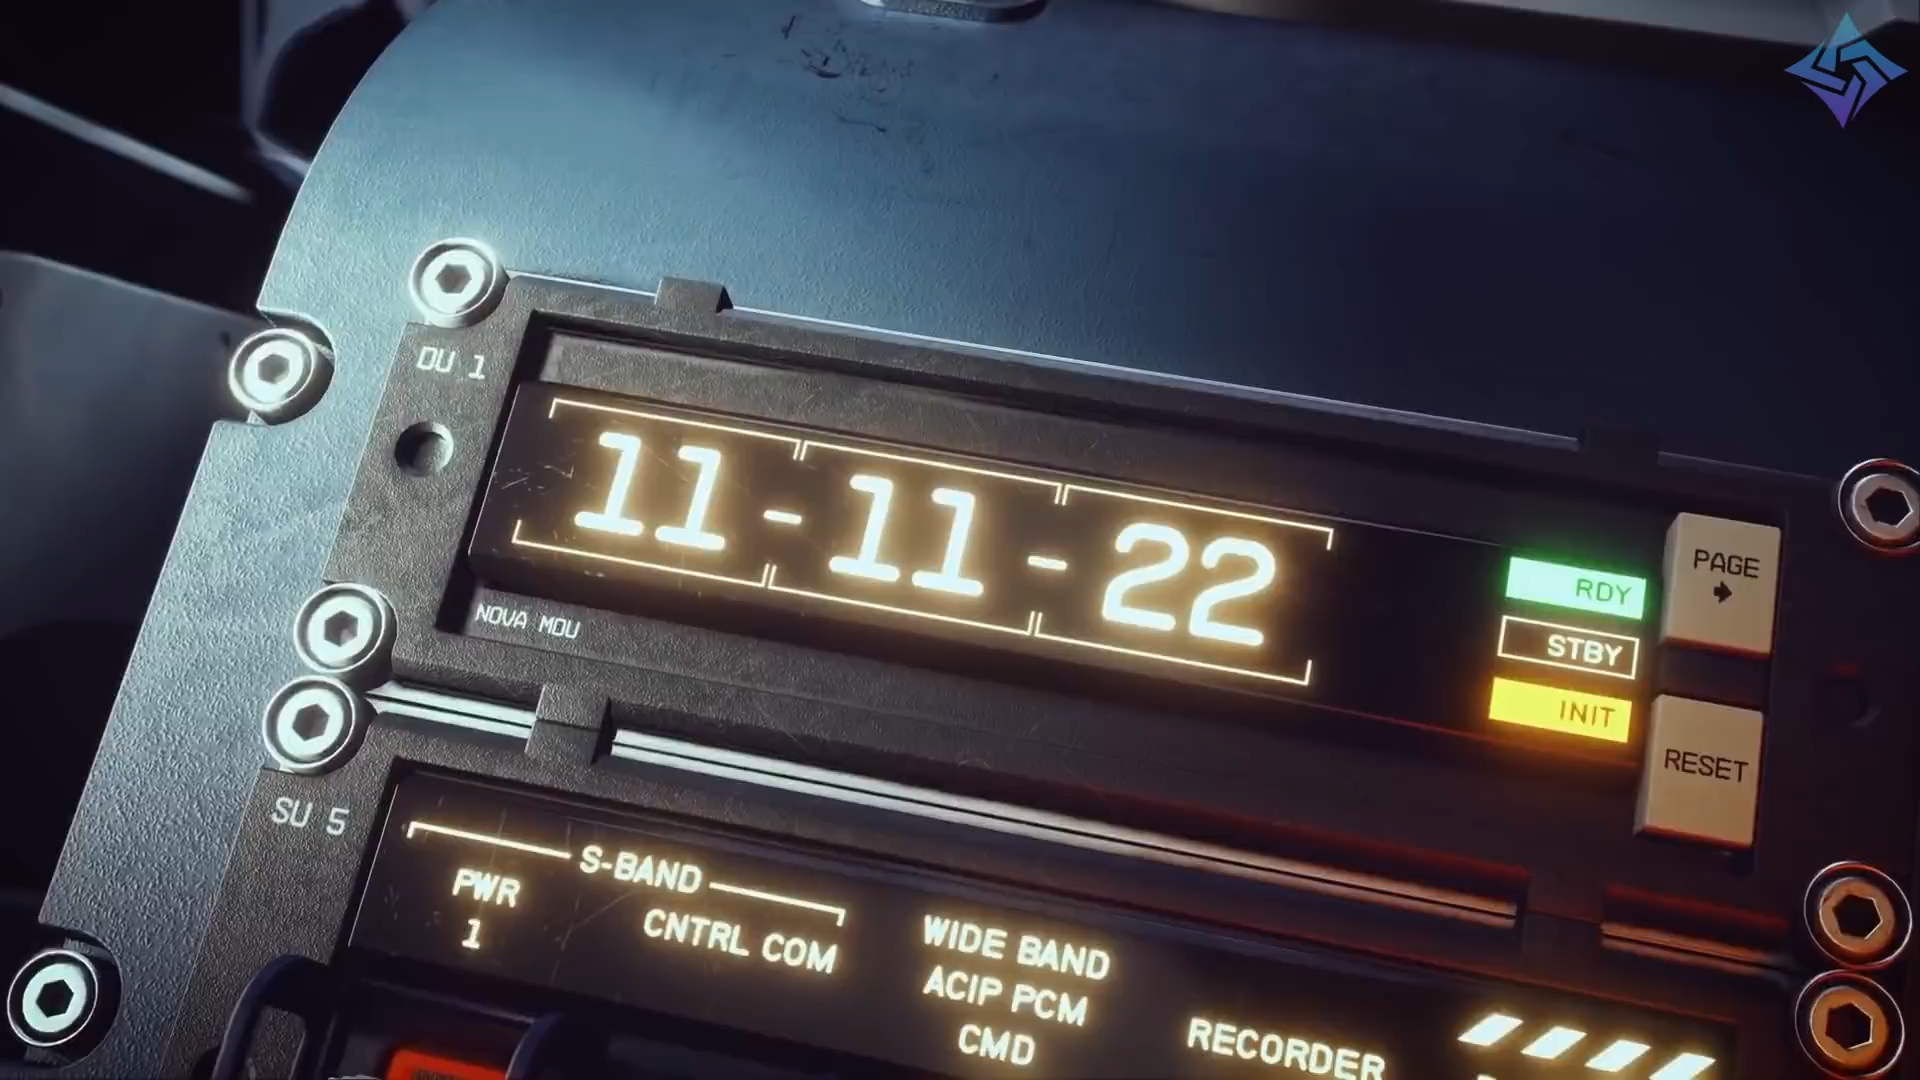 DU 1
11-11-22
NOVA MDU
RDY
STBY
INIT
PAGE
RESET
SU 5
S-BAND
PWR
1
CNTRL COM
WIDE BAND
ACIP PCM
CMD
RECORDER